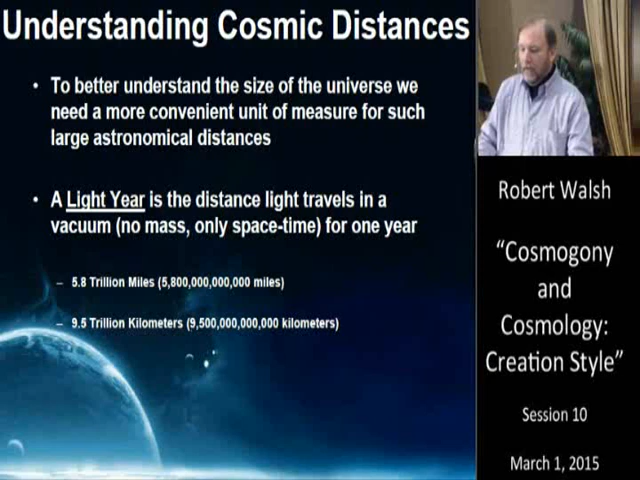 Understanding Cosmic Distances
• To better understand the size of the universe we
need a more convenient unit of measure for such
large astronomical distances
• A Light Year is the distance light travels in a
vacuum (no mass, only space-time) for one year
– 5.8 Trillion Miles (5,800,000,000,000 miles)
– 9.5 Trillion Kilometers (9,500,000,000,000 kilometers)
Robert Walsh
“Cosmogony
and
Cosmology:
Creation Style”
Session 10
March 1, 2015